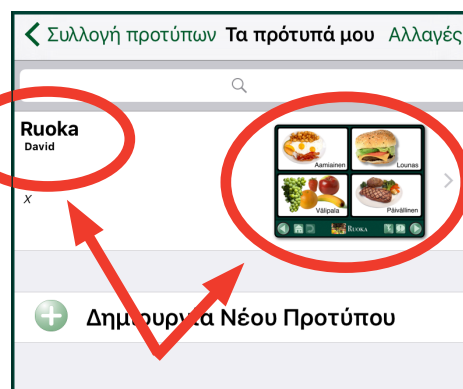 Συλλογή προτύπων Τα πρότυπά μου Αλλαγές
Ruoka
David
x
Aamiainen
Lounas
Välipala
Päivällinen
RUOKA
Δημιουργία Νέου Προτύπου